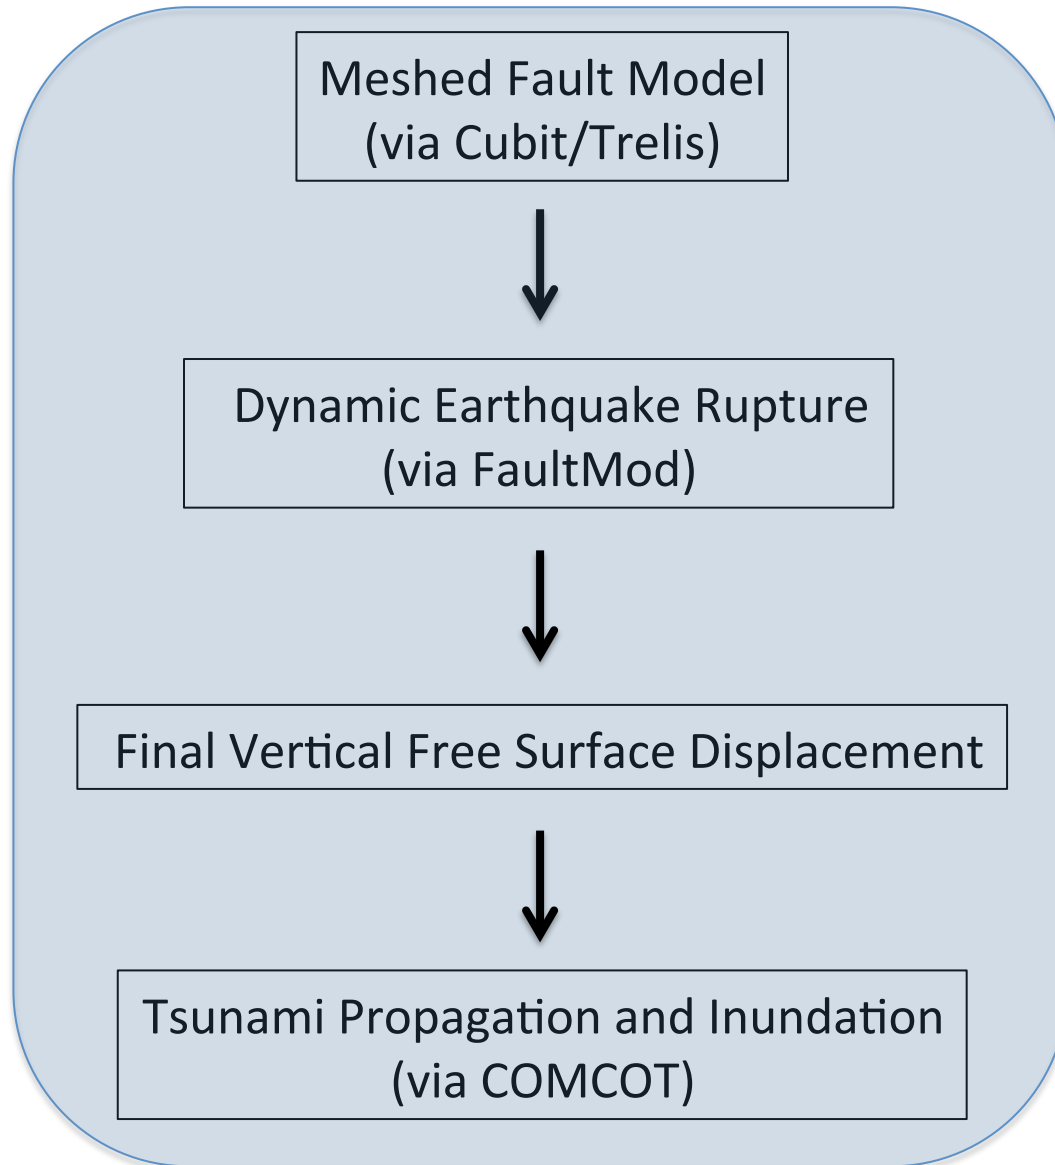 Meshed Fault Model
(via Cubit/Trelis)
Dynamic Earthquake Rupture
(via FaultMod)
Final Vertical Free Surface Displacement
Tsunami Propagation and Inundation
(via COMCOT)